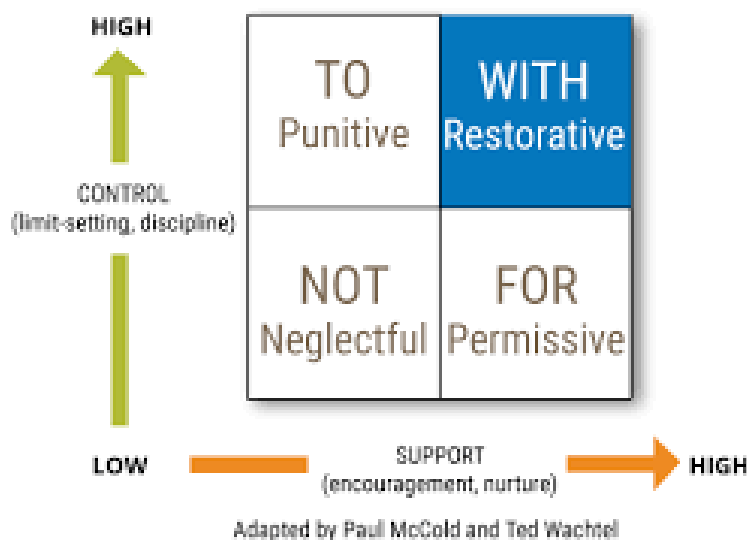 HIGH
TO
Punitive
WITH
Restorative
CONTROL
(limit-setting, discipline)
NOT
Neglectful
FOR
Permissive
LOW
SUPPORT
(encouragement, nurture)
HIGH
Adapted by Paul McCold and Ted Wachtel